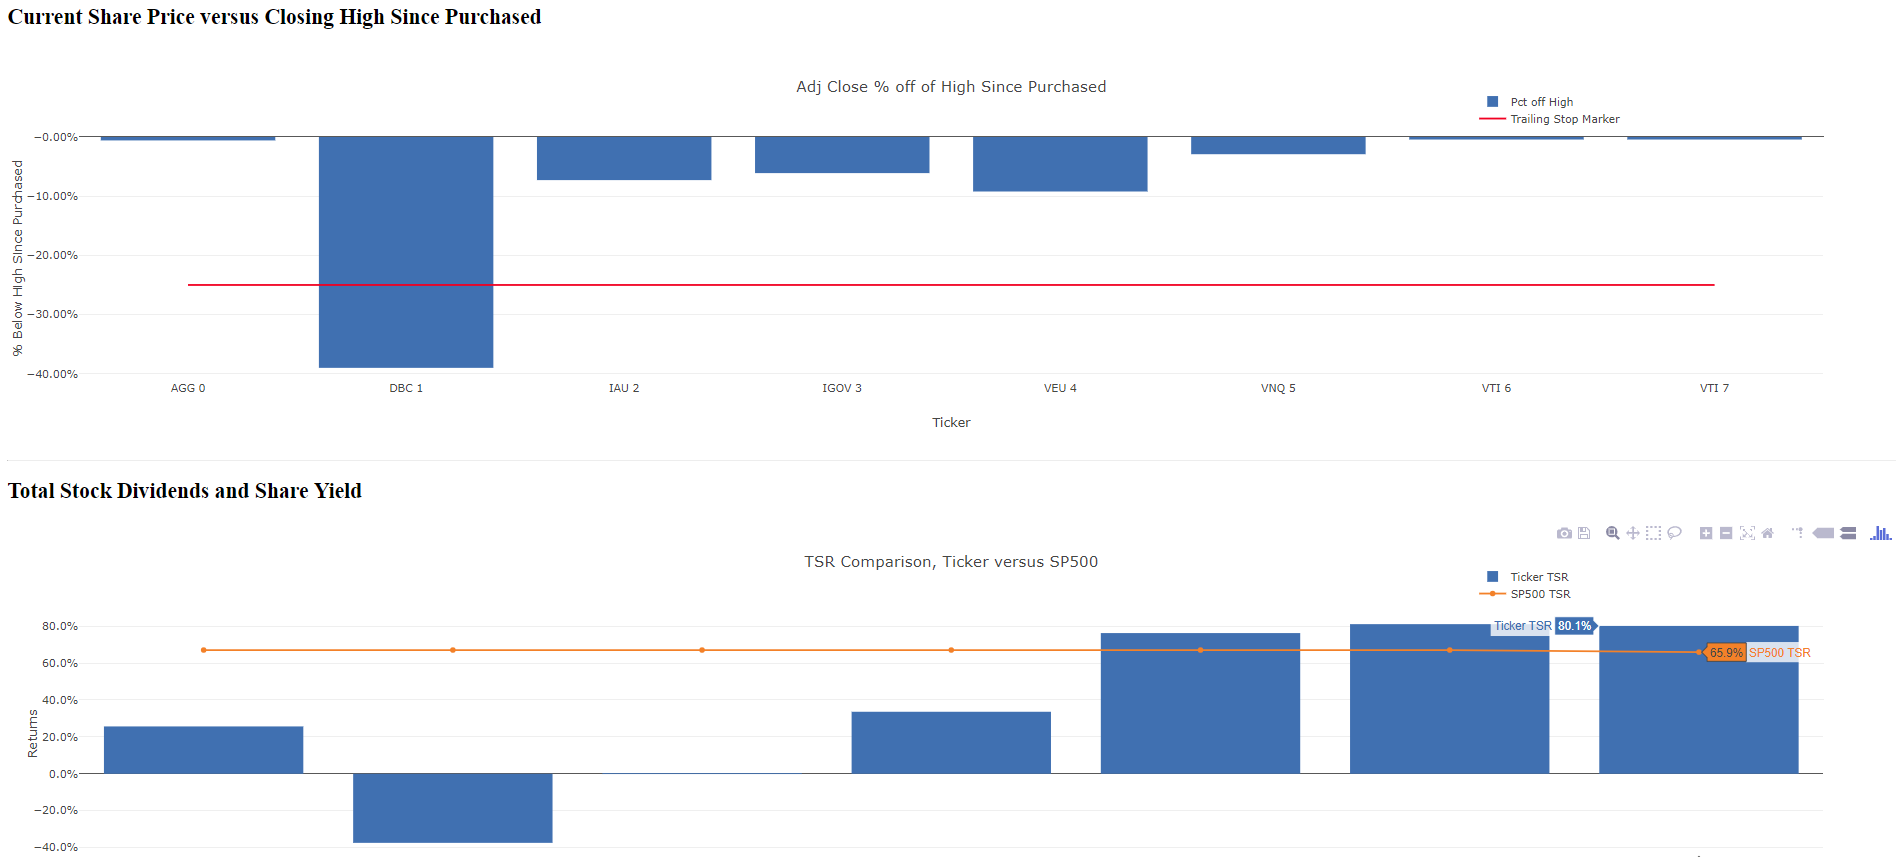 Current Share Price versus Closing High Since Purchased
Adj Close % off of High Since Purchased
Pct off High
Trailing Stop Marker
% Below High Since Purchased
−0.00%
−10.00%
−20.00%
−30.00%
−40.00%
AGG 0 DBC 1 IAU 2 IGOV 3 VEU 4 VNQ 5 VTI 6 VTI 7
Ticker
Total Stock Dividends and Share Yield
TSR Comparison, Ticker versus SP500
Ticker TSR
SP500 TSR
Returns
80.0%
60.0%
40.0%
20.0%
0.0%
−20.0%
−40.0%
Ticker TSR 80.1%
65.9% SP500 TSR